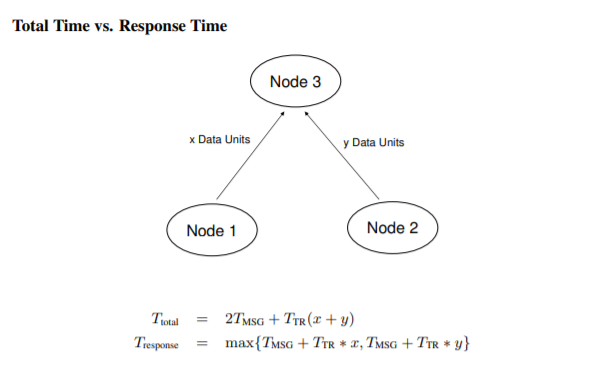 Total Time vs. Response Time
Node 3
x Data Units
y Data Units
Node 1
Node 2
T_total = 2T_MSG + T_TR(x + y)
T_response = max{T_MSG + T_TR ∗ x, T_MSG + T_TR ∗ y}